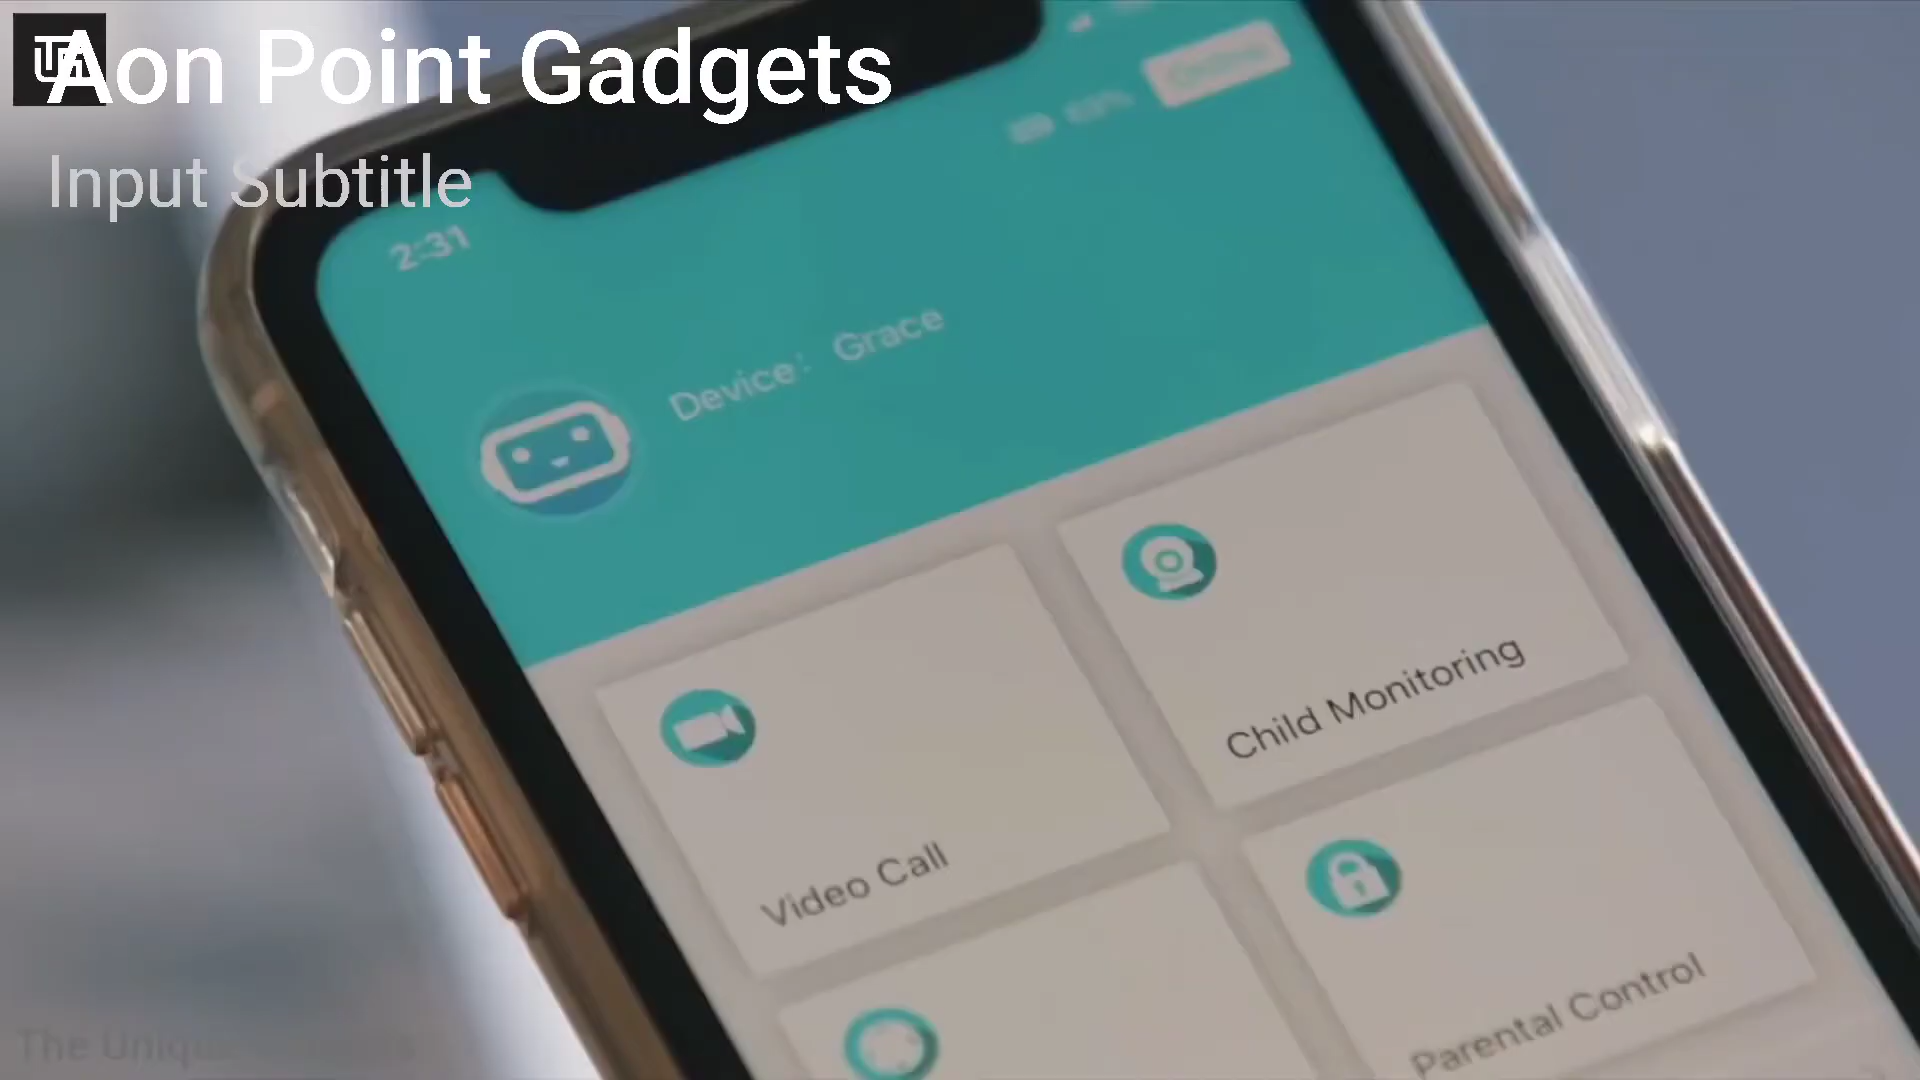 Aon Point Gadgets
Input Subtitle
2:31
Device: Grace
Child Monitoring
Video Call
Parental Control